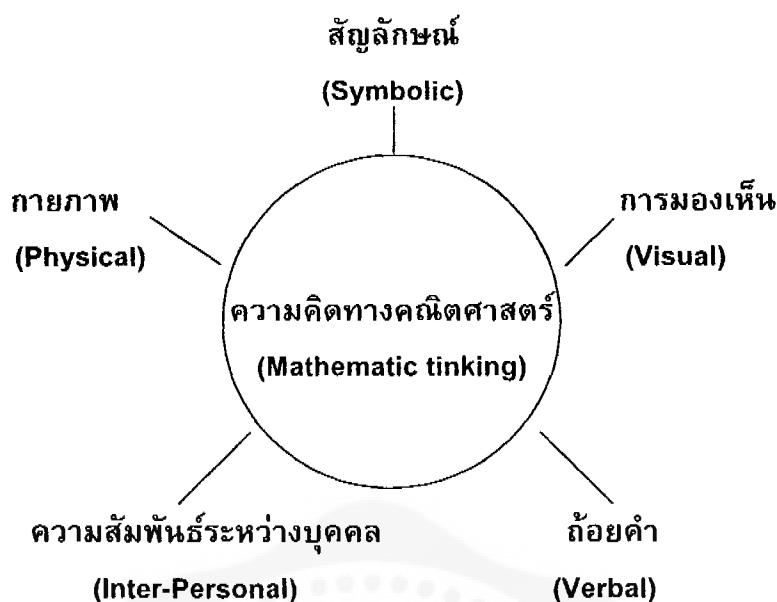 สัญลักษณ์
(Symbolic)
กายภาพ
(Physical)
การมองเห็น
(Visual)
ความคิดทางคณิตศาสตร์
(Mathematic tinking)
ความสัมพันธ์ระหว่างบุคคล
(Inter-Personal)
ถ้อยคำ
(Verbal)